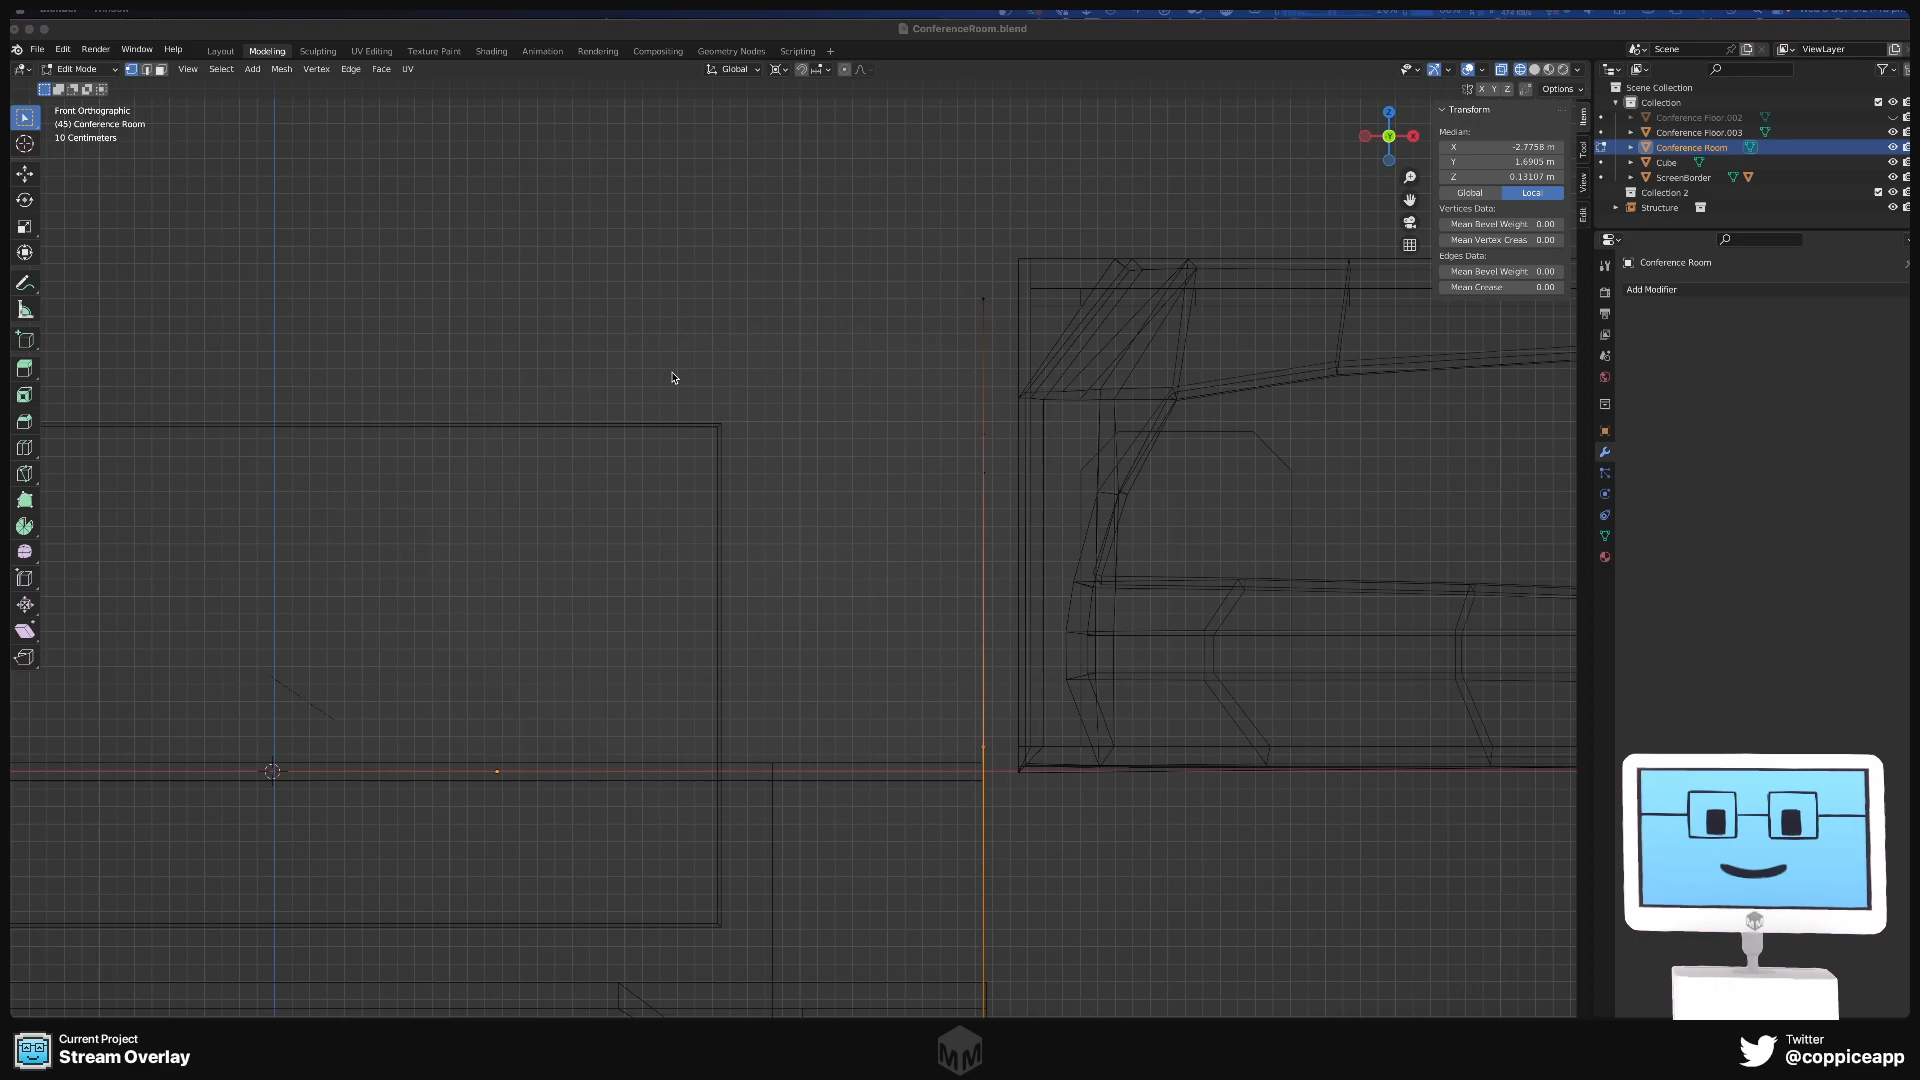 ConferenceRoom.blend
File Edit Render Window Help
Layout Modeling Sculpting UV Editing Texture Paint Shading Animation Rendering Compositing Geometry Nodes Scripting +
Scene
ViewLayer
Edit Mode
View Select Add Mesh Vertex Edge Face UV
Global
X Y Z
Options
Front Orthographic
(45) Conference Room
10 Centimeters
Z
Y
X
Transform
Median:
X -2.7758 m
Y 1.6905 m
Z 0.13107 m
Global Local
Vertices Data:
Mean Bevel Weight 0.00
Mean Vertex Creas 0.00
Edges Data:
Mean Bevel Weight 0.00
Mean Crease 0.00
Item
Tool
View
Edit
Scene Collection
Collection
Conference Floor.002
Conference Floor.003
Conference Room
Cube
ScreenBorder
Collection 2
Structure
Conference Room
Add Modifier
Current Project
Stream Overlay
MM
Twitter
@coppiceapp